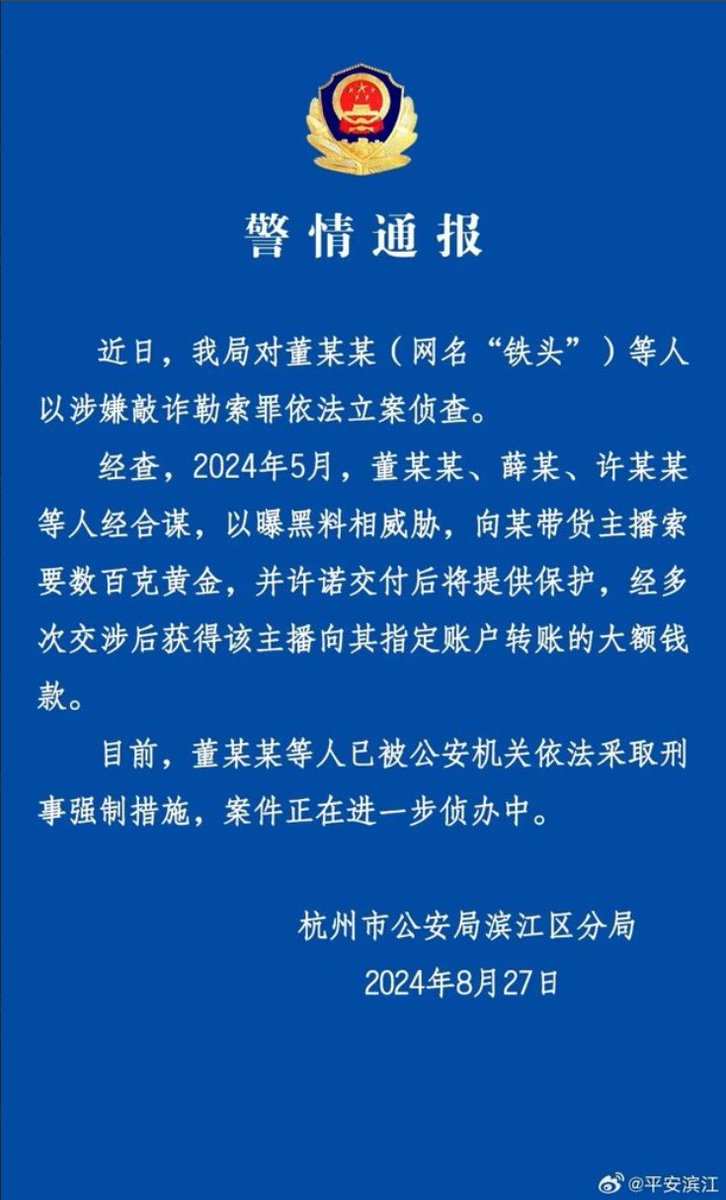 警情通报
近日，我局对董某某（网名“铁头”）等人
以涉嫌敲诈勒索罪依法立案侦查。
经查，2024年5月，董某某、薛某、许某某
等人经合谋，以曝黑料相威胁，向某带货主播索
要数百克黄金，并许诺交付后将提供保护，经多
次交涉后获得该主播向其指定账户转账的大额钱
款。
目前，董某某等人已被公安机关依法采取刑
事强制措施，案件正在进一步侦办中。
杭州市公安局滨江区分局
2024年8月27日
@平安滨江